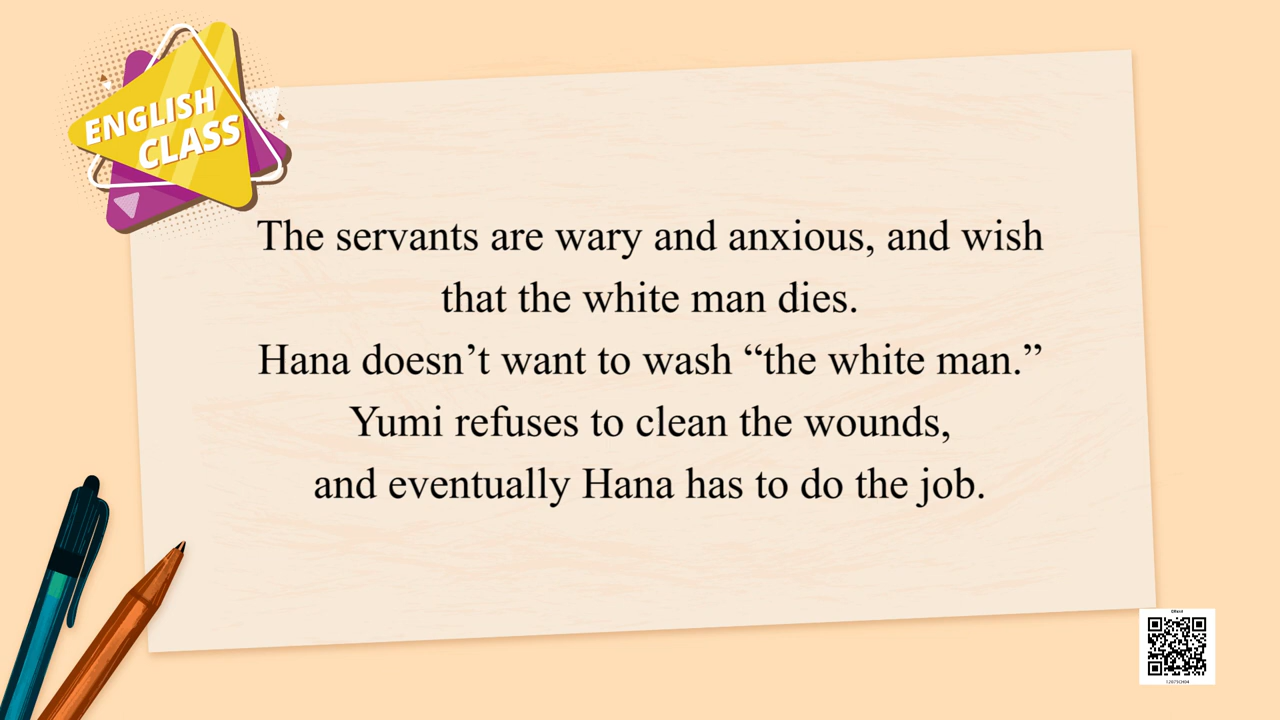 ENGLISH
CLASS
The servants are wary and anxious, and wish
that the white man dies.
Hana doesn’t want to wash “the white man.”
Yumi refuses to clean the wounds,
and eventually Hana has to do the job.